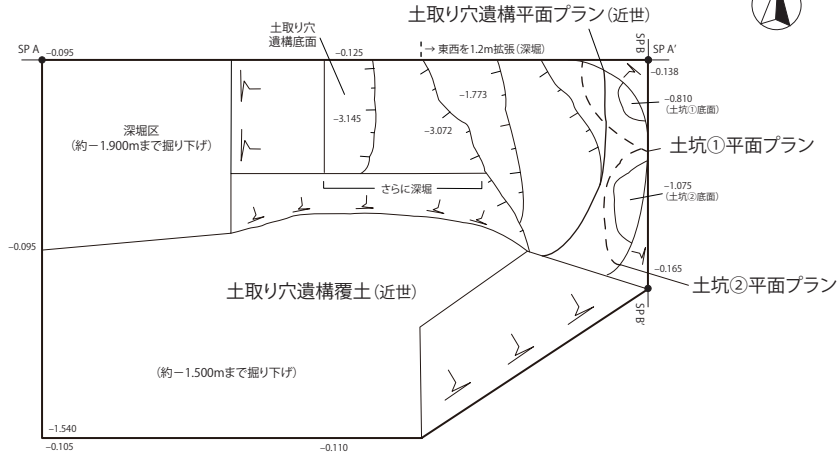 土取り穴遺構平面プラン（近世）
土取り穴
遺構底面
SP A
−0.095
−0.125
→ 東西を1.2m拡張（深堀）
SP B
SP A′
−0.138
−1.773
−0.810
（土坑①底面）
−3.145
−3.072
深堀区
（約−1.900mまで掘り下げ）
土坑①平面プラン
さらに深堀
−1.075
（土坑②底面）
−0.095
−0.165
土坑②平面プラン
土取り穴遺構覆土（近世）
SP B′
（約−1.500mまで掘り下げ）
−1.540
−0.105
−0.110